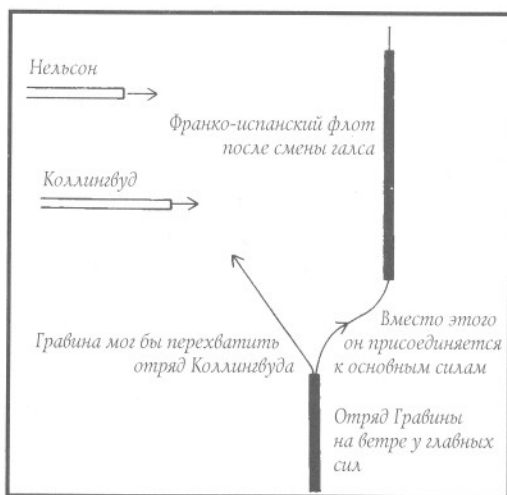 Нельсон
Франко-испанский флот
после смены галса
Коллингвуд
Гравина мог бы перехватить
отряд Коллингвуда
Вместо этого
он присоединяется
к основным силам
Отряд Гравины
на ветре у главных
сил